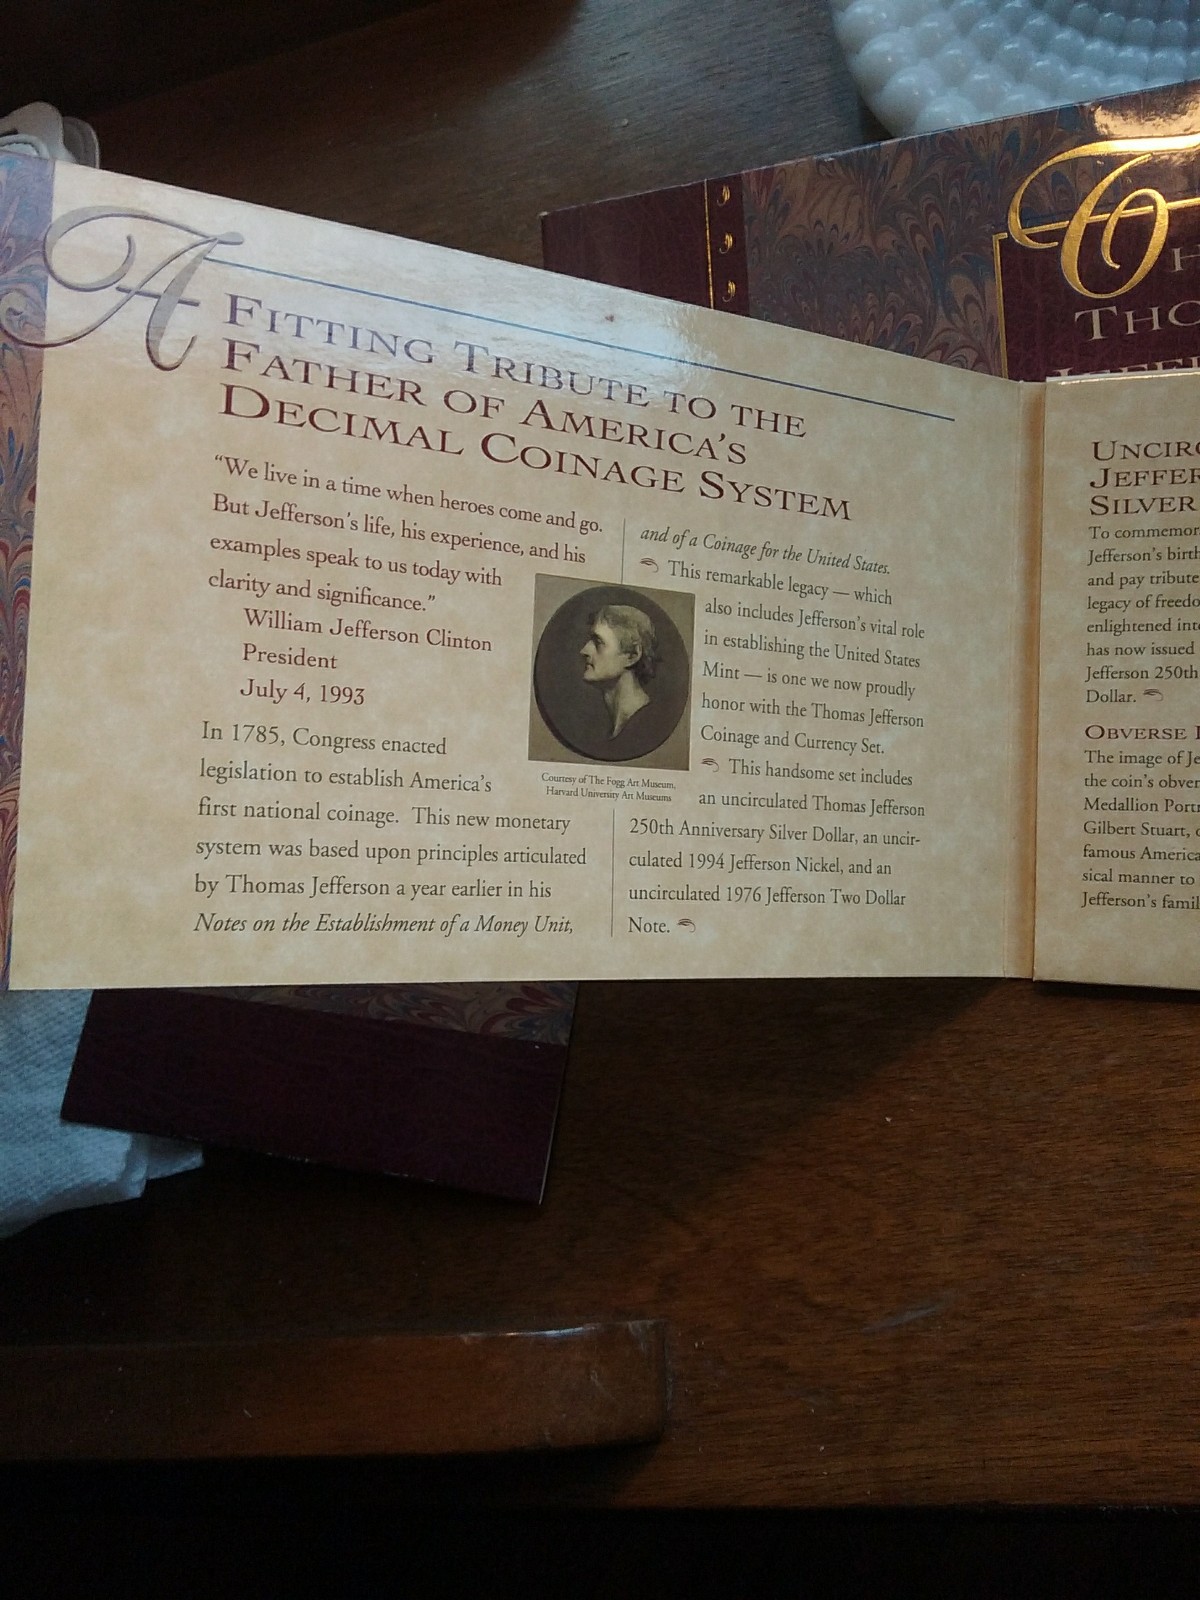 A FITTING TRIBUTE TO THE
FATHER OF AMERICA'S
DECIMAL COINAGE SYSTEM
"We live in a time when heroes come and go.
But Jefferson's life, his experience, and his
examples speak to us today with
clarity and significance."
William Jefferson Clinton
President
July 4, 1993
In 1785, Congress enacted
legislation to establish America's
first national coinage. This new monetary
system was based upon principles articulated
by Thomas Jefferson a year earlier in his
Notes on the Establishment of a Money Unit,
and of a Coinage for the United States.
This remarkable legacy — which
also includes Jefferson's vital role
in establishing the United States
Mint — is one we now proudly
honor with the Thomas Jefferson
Coinage and Currency Set.
This handsome set includes
an uncirculated Thomas Jefferson
250th Anniversary Silver Dollar, an uncir-
culated 1994 Jefferson Nickel, and an
uncirculated 1976 Jefferson Two Dollar
Note.
Courtesy of The Fogg Art Museum,
Harvard University Art Museums
TH
THO
UNCIRC
JEFFER
SILVER
To commemor
Jefferson's birth
and pay tribute
legacy of freedo
enlightened int
has now issued
Jefferson 250th
Dollar.
OBVERSE
The image of Je
the coin's obver
Medallion Portr
Gilbert Stuart,
famous America
sical manner to
Jefferson's famil